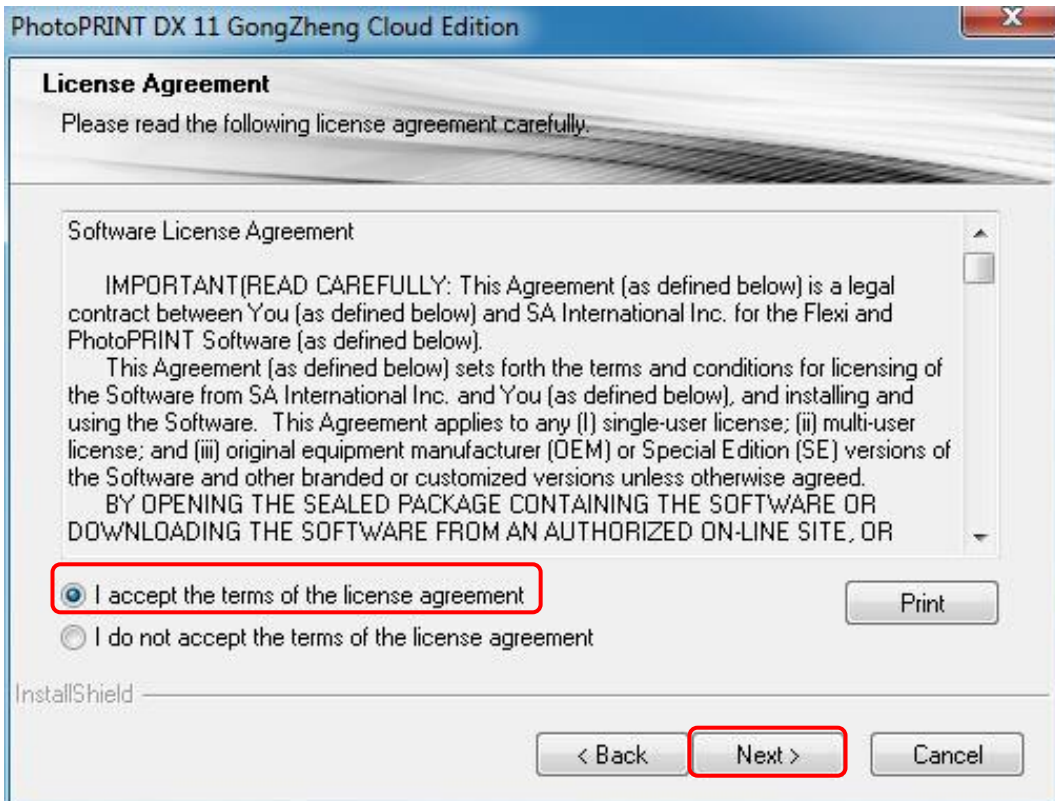 PhotoPRINT DX 11 GongZheng Cloud Edition
License Agreement
Please read the following license agreement carefully.
Software License Agreement
IMPORTANT(READ CAREFULLY: This Agreement (as defined below) is a legal
contract between You (as defined below) and SA International Inc. for the Flexi and
PhotoPRINT Software (as defined below).
This Agreement (as defined below) sets forth the terms and conditions for licensing of
the Software from SA International Inc. and You (as defined below), and installing and
using the Software.  This Agreement applies to any (I) single-user license; (ii) multi-user
license; and (iii) original equipment manufacturer (OEM) or Special Edition (SE) versions of
the Software and other branded or customized versions unless otherwise agreed.
BY OPENING THE SEALED PACKAGE CONTAINING THE SOFTWARE OR
DOWNLOADING THE SOFTWARE FROM AN AUTHORIZED ON-LINE SITE, OR
I accept the terms of the license agreement
Print
I do not accept the terms of the license agreement
InstallShield
< Back Next > Cancel